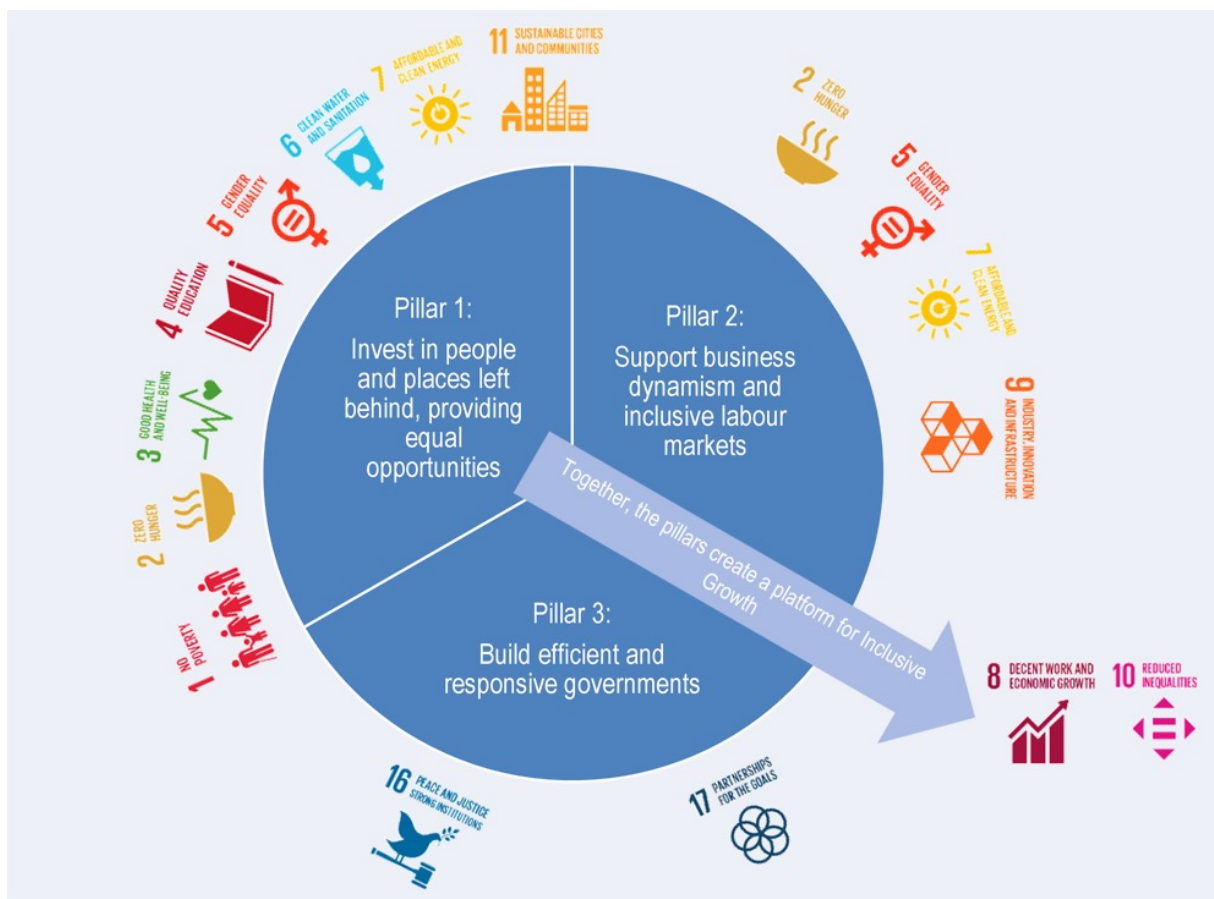 11 SUSTAINABLE CITIES
AND COMMUNITIES
7 AFFORDABLE AND
CLEAN ENERGY
6 CLEAN WATER
AND SANITATION
5 GENDER
EQUALITY
4 QUALITY
EDUCATION
3 GOOD HEALTH
AND WELL-BEING
2 ZERO
HUNGER
1 NO
POVERTY
2 ZERO
HUNGER
5 GENDER
EQUALITY
7 AFFORDABLE AND
CLEAN ENERGY
9 INDUSTRY, INNOVATION
AND INFRASTRUCTURE
Pillar 1:
Invest in people
and places left
behind, providing
equal
opportunities
Pillar 2:
Support business
dynamism and
inclusive labour
markets
Together, the pillars create a platform for Inclusive
Growth
Pillar 3:
Build efficient and
responsive governments
8 DECENT WORK AND
ECONOMIC GROWTH
10 REDUCED
INEQUALITIES
16 PEACE AND JUSTICE
STRONG INSTITUTIONS
17 PARTNERSHIPS
FOR THE GOALS